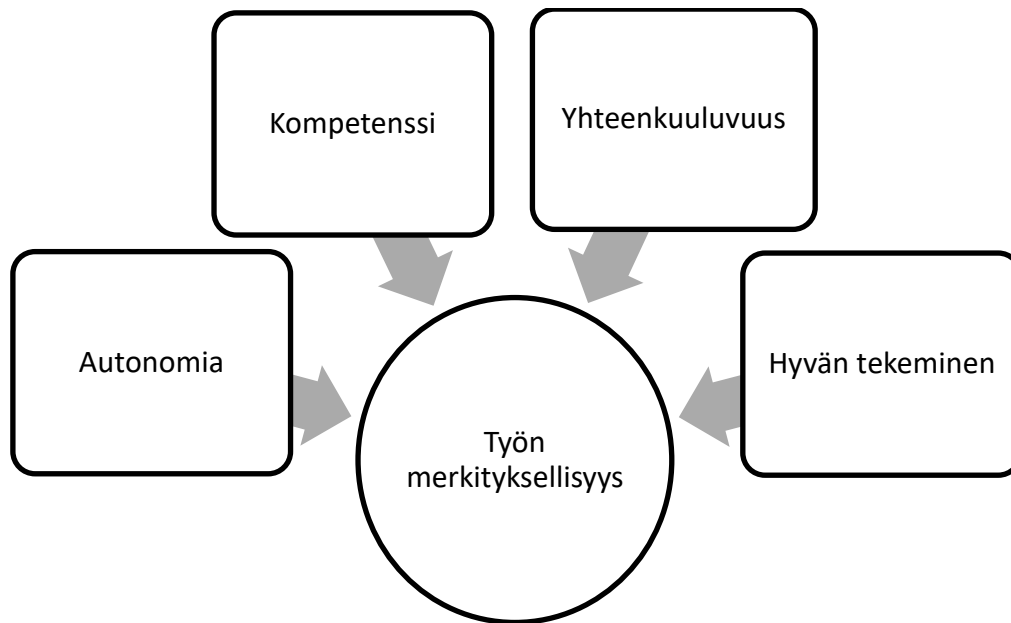 Kompetenssi
Yhteenkuuluvuus
Autonomia
Hyvän tekeminen
Työn
merkityksellisyys